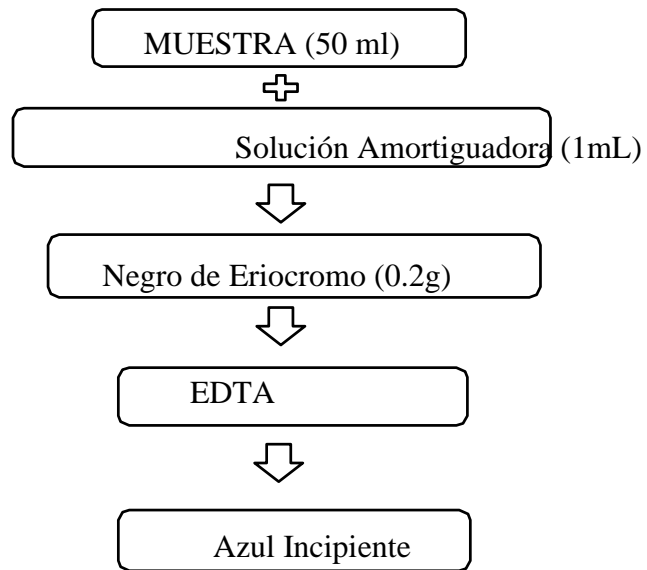 MUESTRA (50 ml)
Solución Amortiguadora (1mL)
Negro de Eriocromo (0.2g)
EDTA
Azul Incipiente